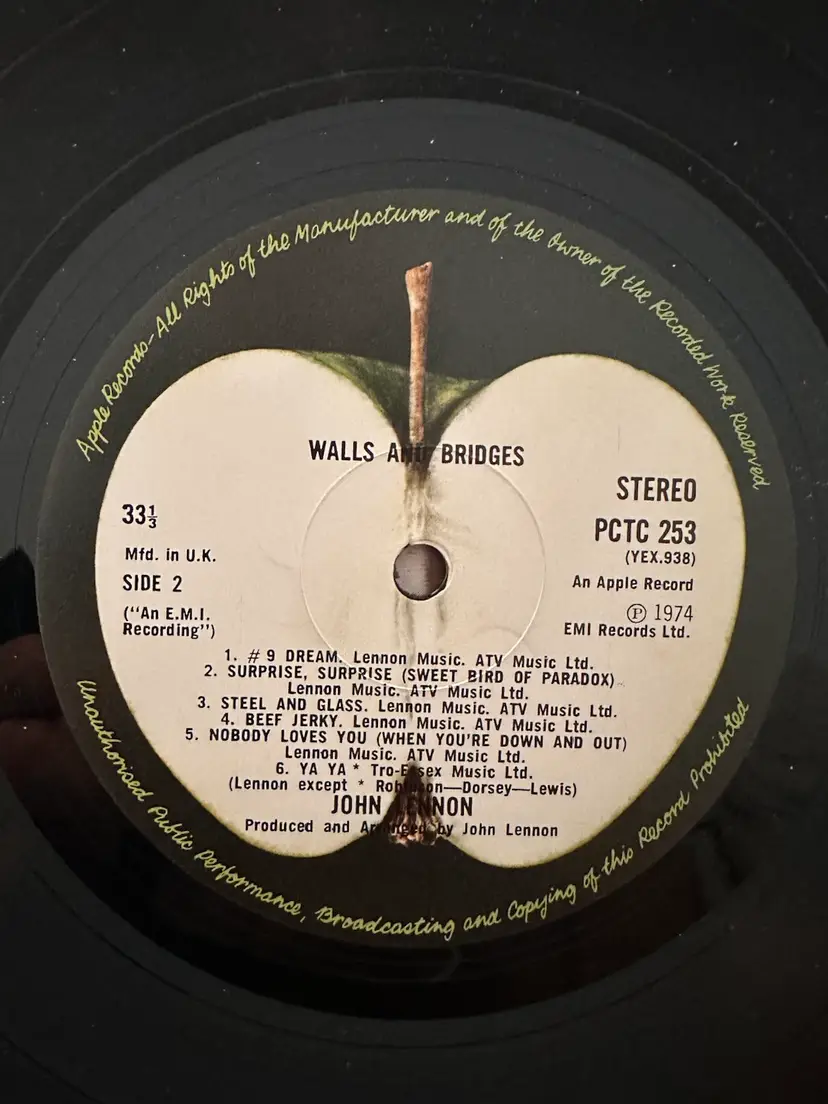 Apple Records-All Rights of the Manufacturer and of the Owner of the Recorded Work Reserved
WALLS AND BRIDGES
STEREO
33⅓
PCTC 253
(YEX.938)
Mfd. in U.K.
An Apple Record
SIDE 2
("An E.M.I.
Recording")
℗ 1974
EMI Records Ltd.
1. # 9 DREAM. Lennon Music. ATV Music Ltd.
2. SURPRISE, SURPRISE (SWEET BIRD OF PARADOX)
Lennon Music. ATV Music Ltd.
3. STEEL AND GLASS. Lennon Music. ATV Music Ltd.
4. BEEF JERKY. Lennon Music. ATV Music Ltd.
5. NOBODY LOVES YOU (WHEN YOU'RE DOWN AND OUT)
Lennon Music. ATV Music Ltd.
6. YA YA * Tro-Essex Music Ltd.
(Lennon except * Robinson—Dorsey—Lewis)
JOHN LENNON
Produced and Arranged by John Lennon
Unauthorised Public Performance, Broadcasting and Copying of this Record Prohibited